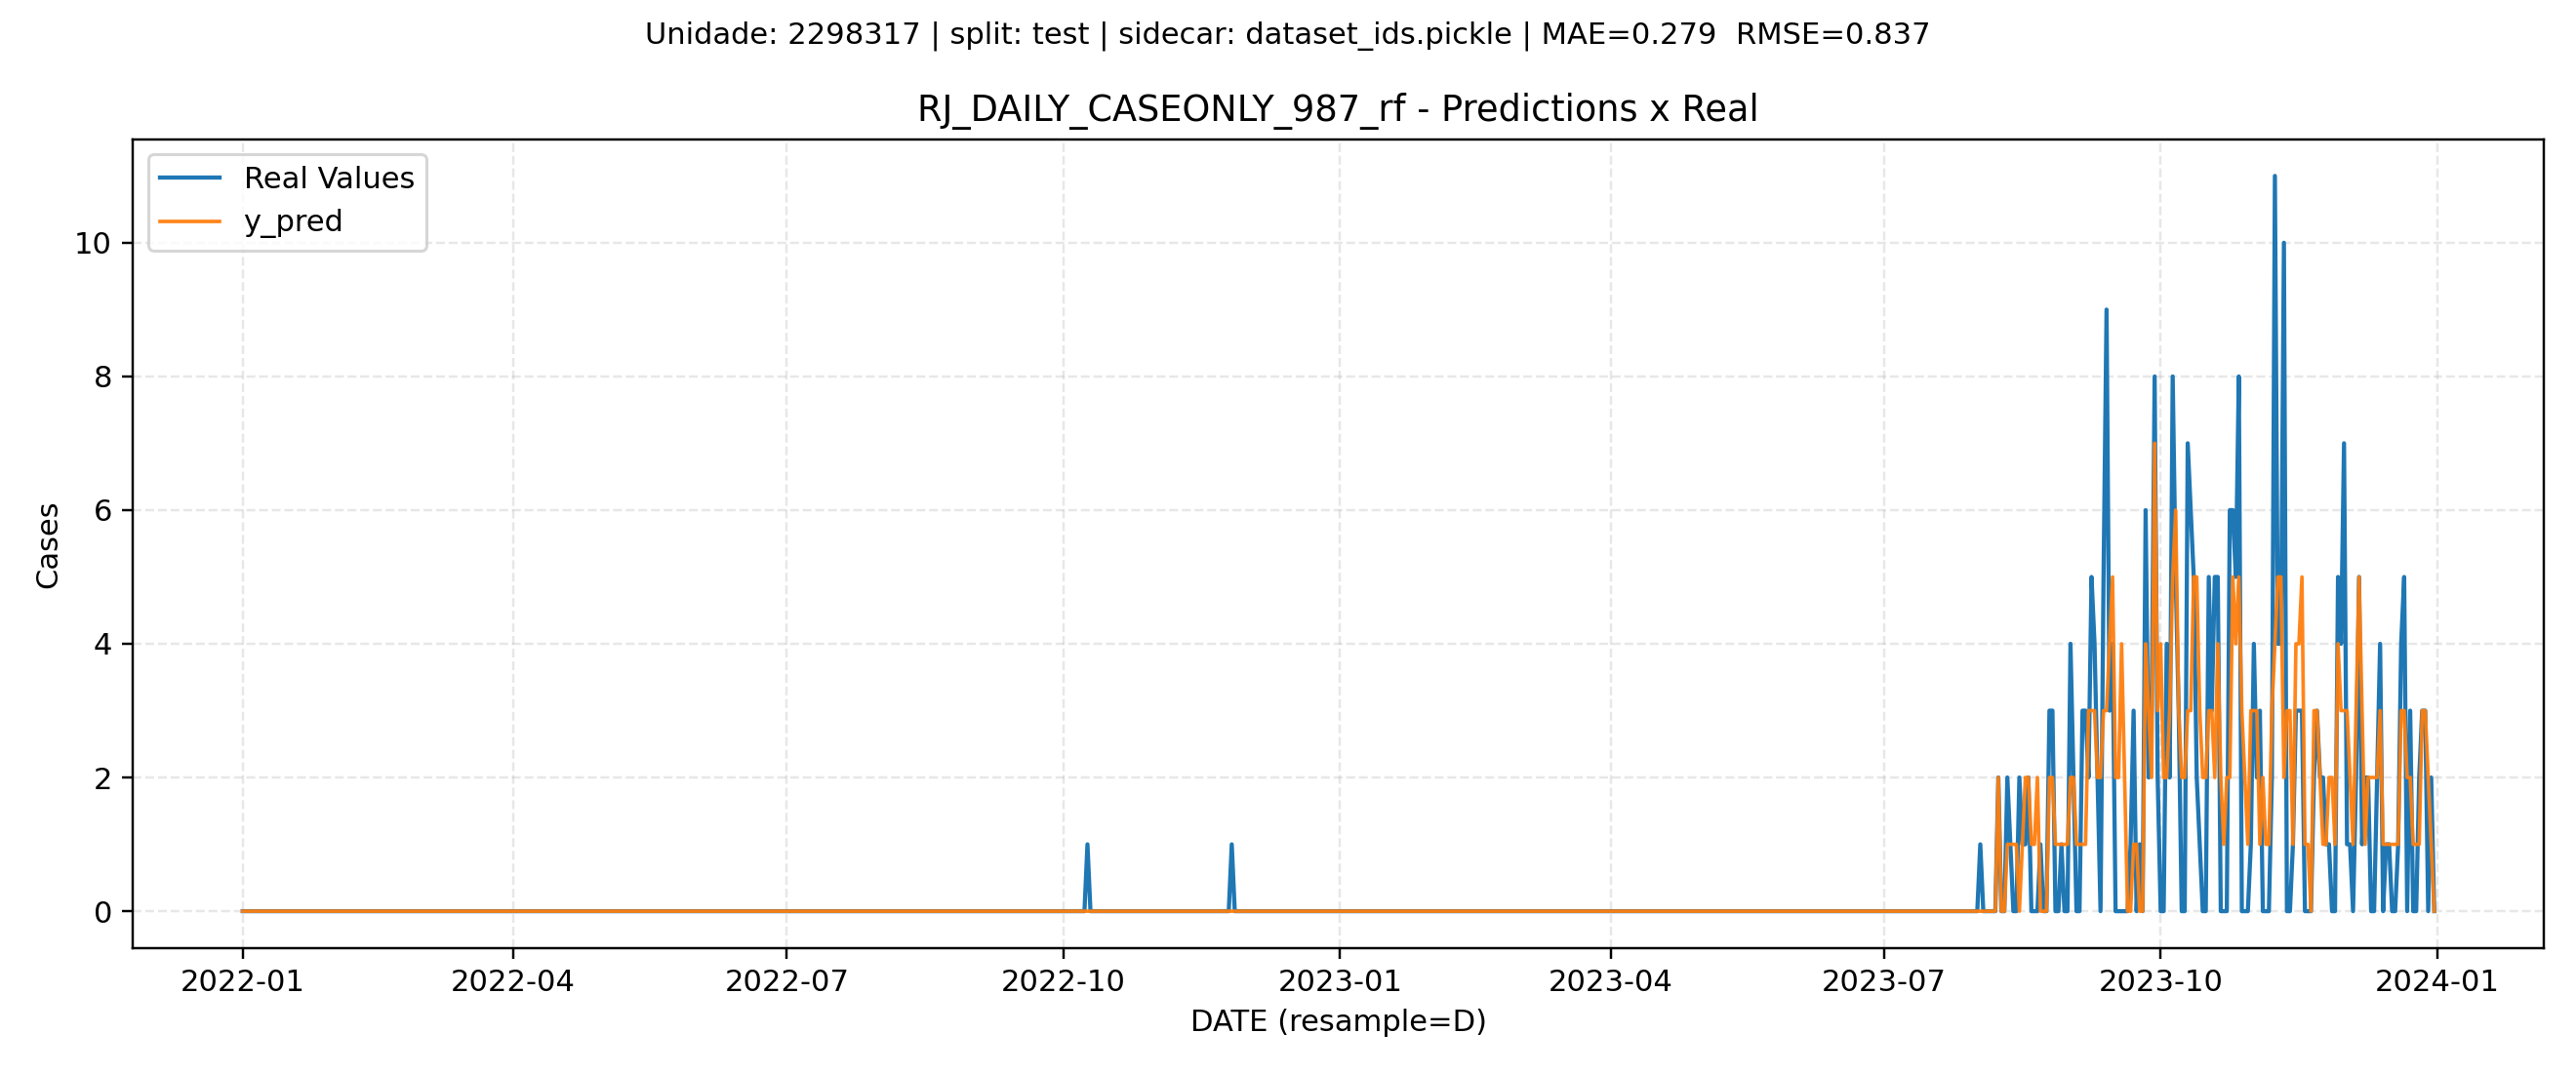 Unidade: 2298317 | split: test | sidecar: dataset_ids.pickle | MAE=0.279  RMSE=0.837
RJ_DAILY_CASEONLY_987_rf - Predictions x Real
Real Values
y_pred
10
8
6
4
2
0
Cases
2022-01 2022-04 2022-07 2022-10 2023-01 2023-04 2023-07 2023-10 2024-01
DATE (resample=D)